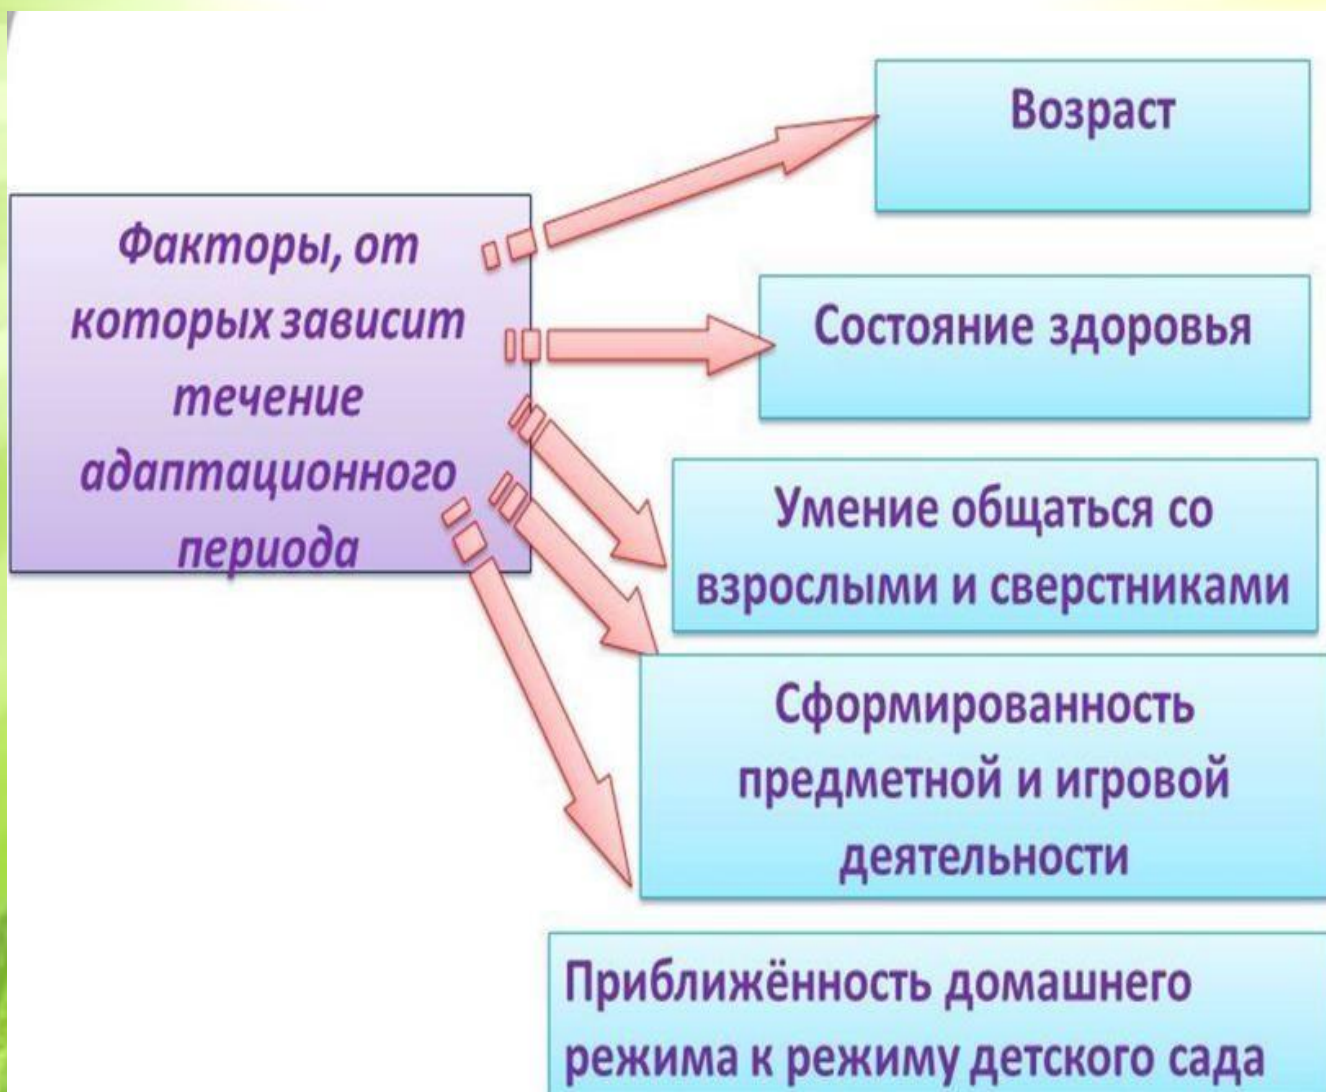 Факторы, от
которых зависит
течение
адаптационного
периода
Возраст
Состояние здоровья
Умение общаться со
взрослыми и сверстниками
Сформированность
предметной и игровой
деятельности
Приближённость домашнего
режима к режиму детского сада